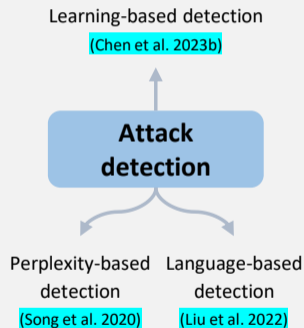 Learning-based detection
(Chen et al. 2023b)
Attack
detection
Perplexity-based
detection
(Song et al. 2020)
Language-based
detection
(Liu et al. 2022)